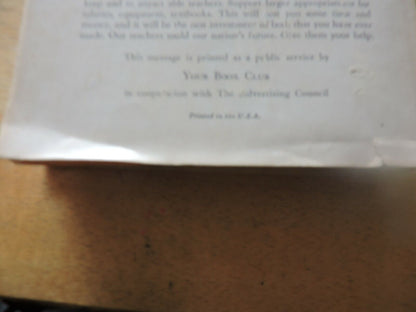 keep and to attract able teachers. Support larger appropriations for
salaries, equipment, textbooks. This will cost you some time and
money, and it will be the best investment of both that you have ever
made. Our teachers mold our nation's future. Give them your help.
This message is printed as a public service by
YOUR BOOK CLUB
in cooperation with The Advertising Council
Printed in the U.S.A.